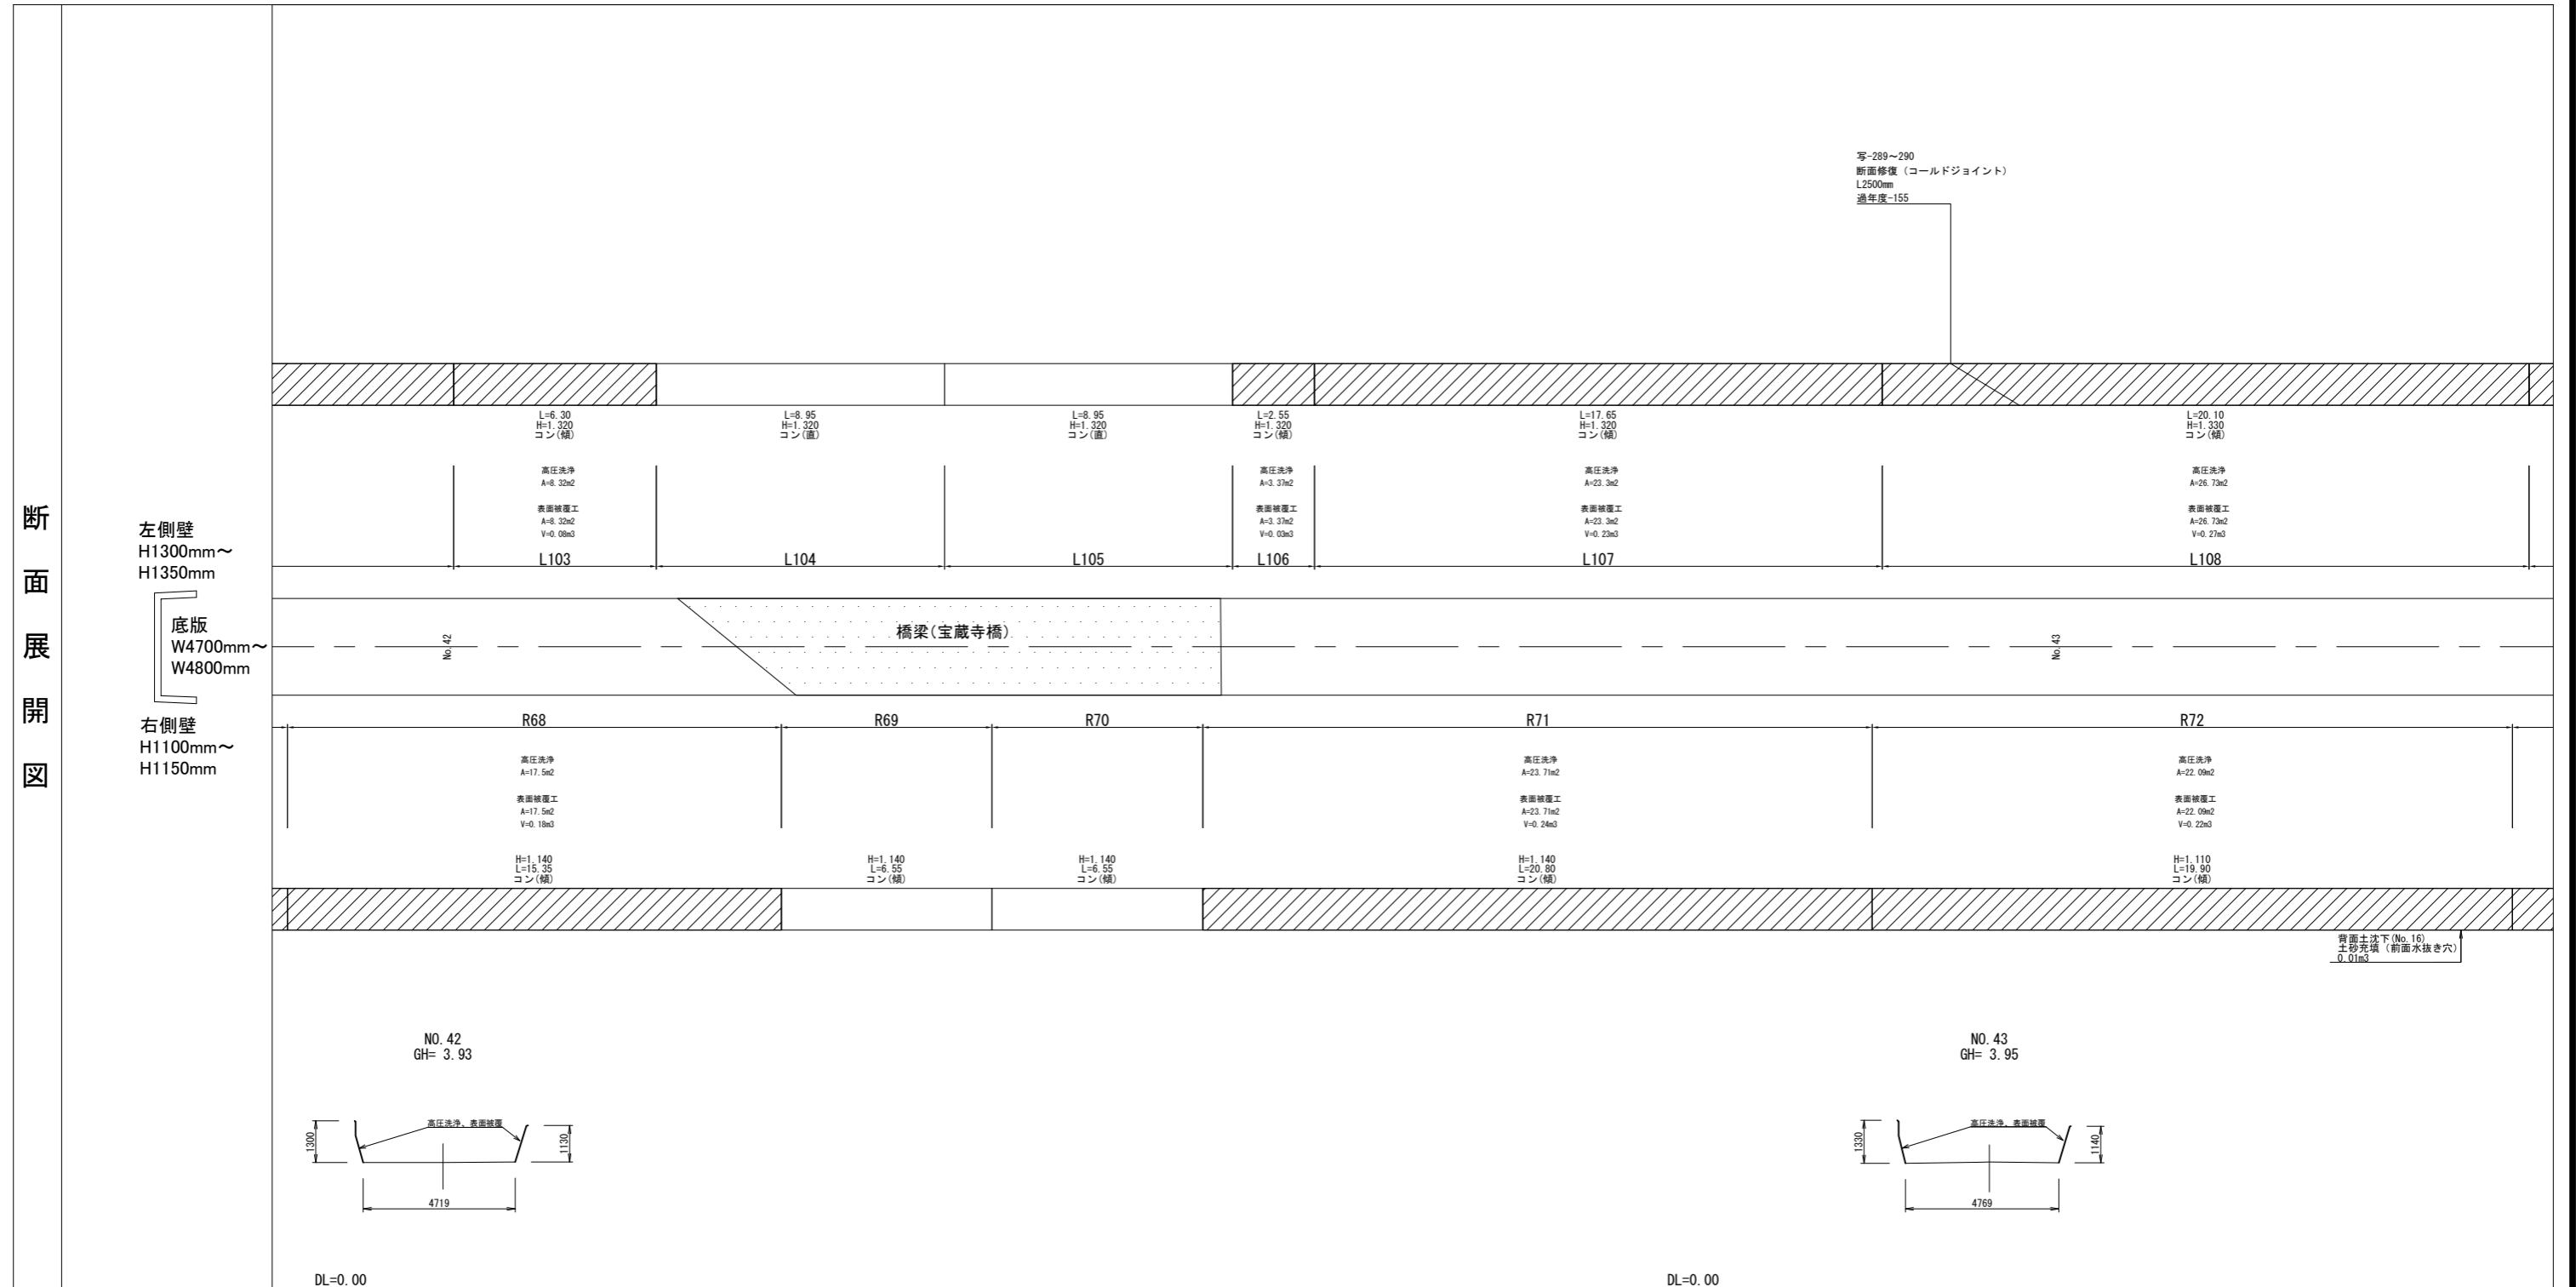 断面展開図
写-289～290
断面修復（コールドジョイント）
L2500mm
過年度-155
L=6.30
H=1.320
コン(傾)
L=8.95
H=1.320
コン(直)
L=8.95
H=1.320
コン(直)
L=2.55
H=1.320
コン(傾)
L=17.65
H=1.320
コン(傾)
L=20.10
H=1.330
コン(傾)
高圧洗浄
A=8.32m2
表面被覆工
A=8.32m2
V=0.08m3
高圧洗浄
A=3.37m2
表面被覆工
A=3.37m2
V=0.03m3
高圧洗浄
A=23.3m2
表面被覆工
A=23.3m2
V=0.23m3
高圧洗浄
A=26.73m2
表面被覆工
A=26.73m2
V=0.27m3
L103
L104
L105
L106
L107
L108
左側壁
H1300mm～
H1350mm
底版
W4700mm～
W4800mm
右側壁
H1100mm～
H1150mm
No.42
橋梁(宝蔵寺橋)
No.43
R68
R69
R70
R71
R72
高圧洗浄
A=17.5m2
表面被覆工
A=17.5m2
V=0.18m3
高圧洗浄
A=23.71m2
表面被覆工
A=23.71m2
V=0.24m3
高圧洗浄
A=22.09m2
表面被覆工
A=22.09m2
V=0.22m3
H=1.140
L=15.35
コン(傾)
H=1.140
L=6.55
コン(傾)
H=1.140
L=6.55
コン(傾)
H=1.140
L=20.80
コン(傾)
H=1.110
L=19.90
コン(傾)
背面土沈下(No.16)
土砂充填（前面水抜き穴）
0.01m3
NO.42
GH= 3.93
1300
高圧洗浄、表面被覆
1130
4719
DL=0.00
NO.43
GH= 3.95
1330
高圧洗浄、表面被覆
1140
4769
DL=0.00